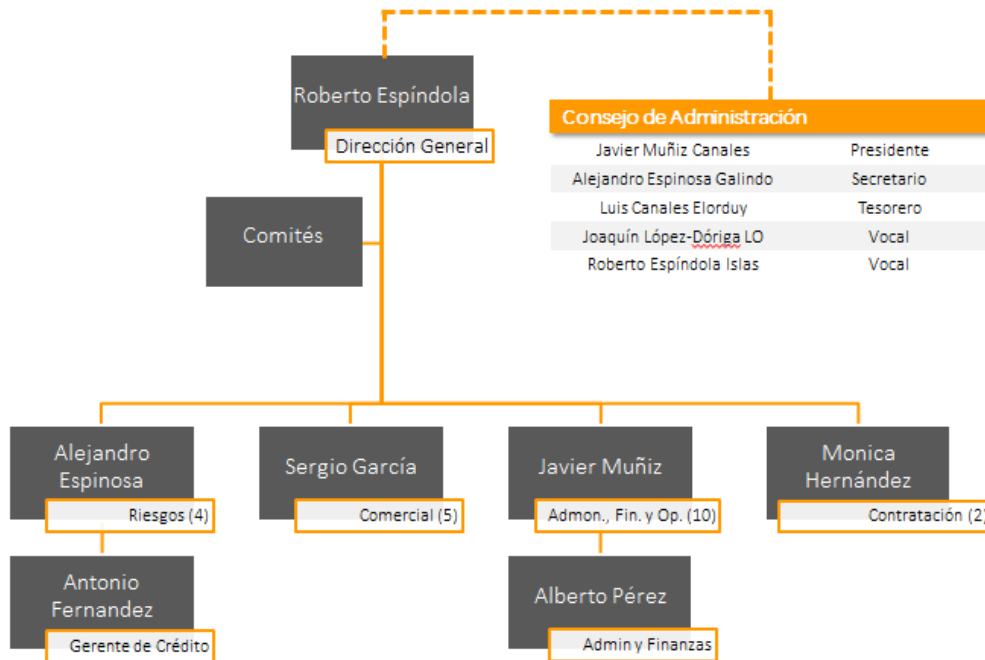 Roberto Espíndola
Dirección General
Consejo de Administración
Javier Muñiz Canales Presidente
Alejandro Espinosa Galindo Secretario
Luis Canales Elorduy Tesorero
Joaquín López-Dóriga LO Vocal
Roberto Espíndola Islas Vocal
Comités
Alejandro
Espinosa
Riesgos (4)
Sergio García
Comercial (5)
Javier Muñiz
Admon., Fin. y Op. (10)
Monica
Hernández
Contratación (2)
Antonio
Fernandez
Gerente de Crédito
Alberto Pérez
Admin y Finanzas